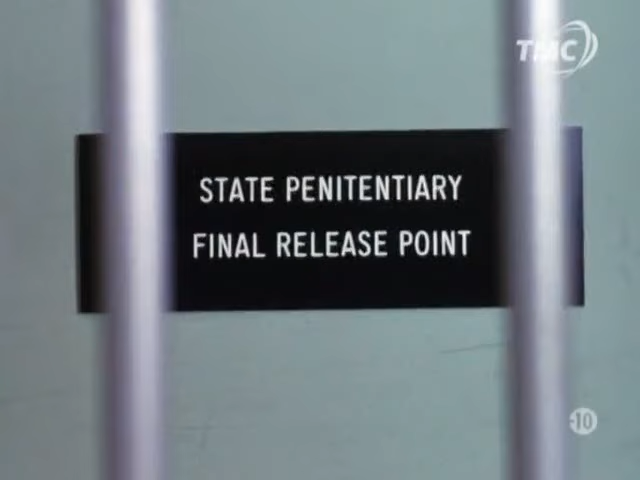 TMC
STATE PENITENTIARY
FINAL RELEASE POINT
-10